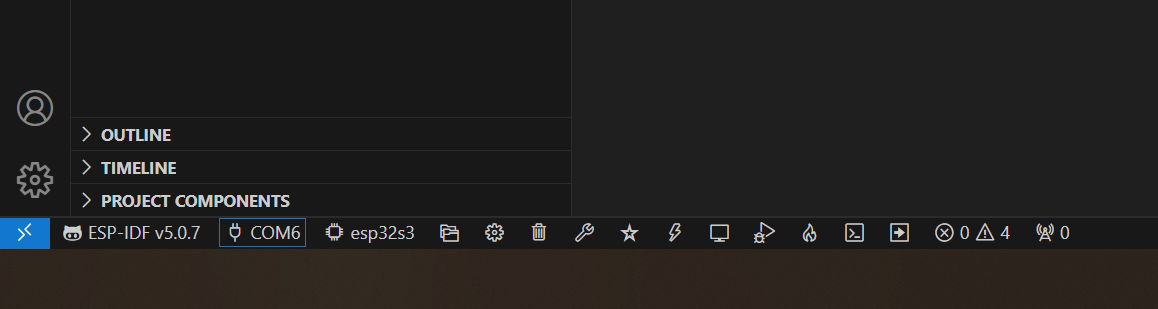 OUTLINE
TIMELINE
PROJECT COMPONENTS
ESP-IDF v5.0.7 COM6 esp32s3 0 4 0